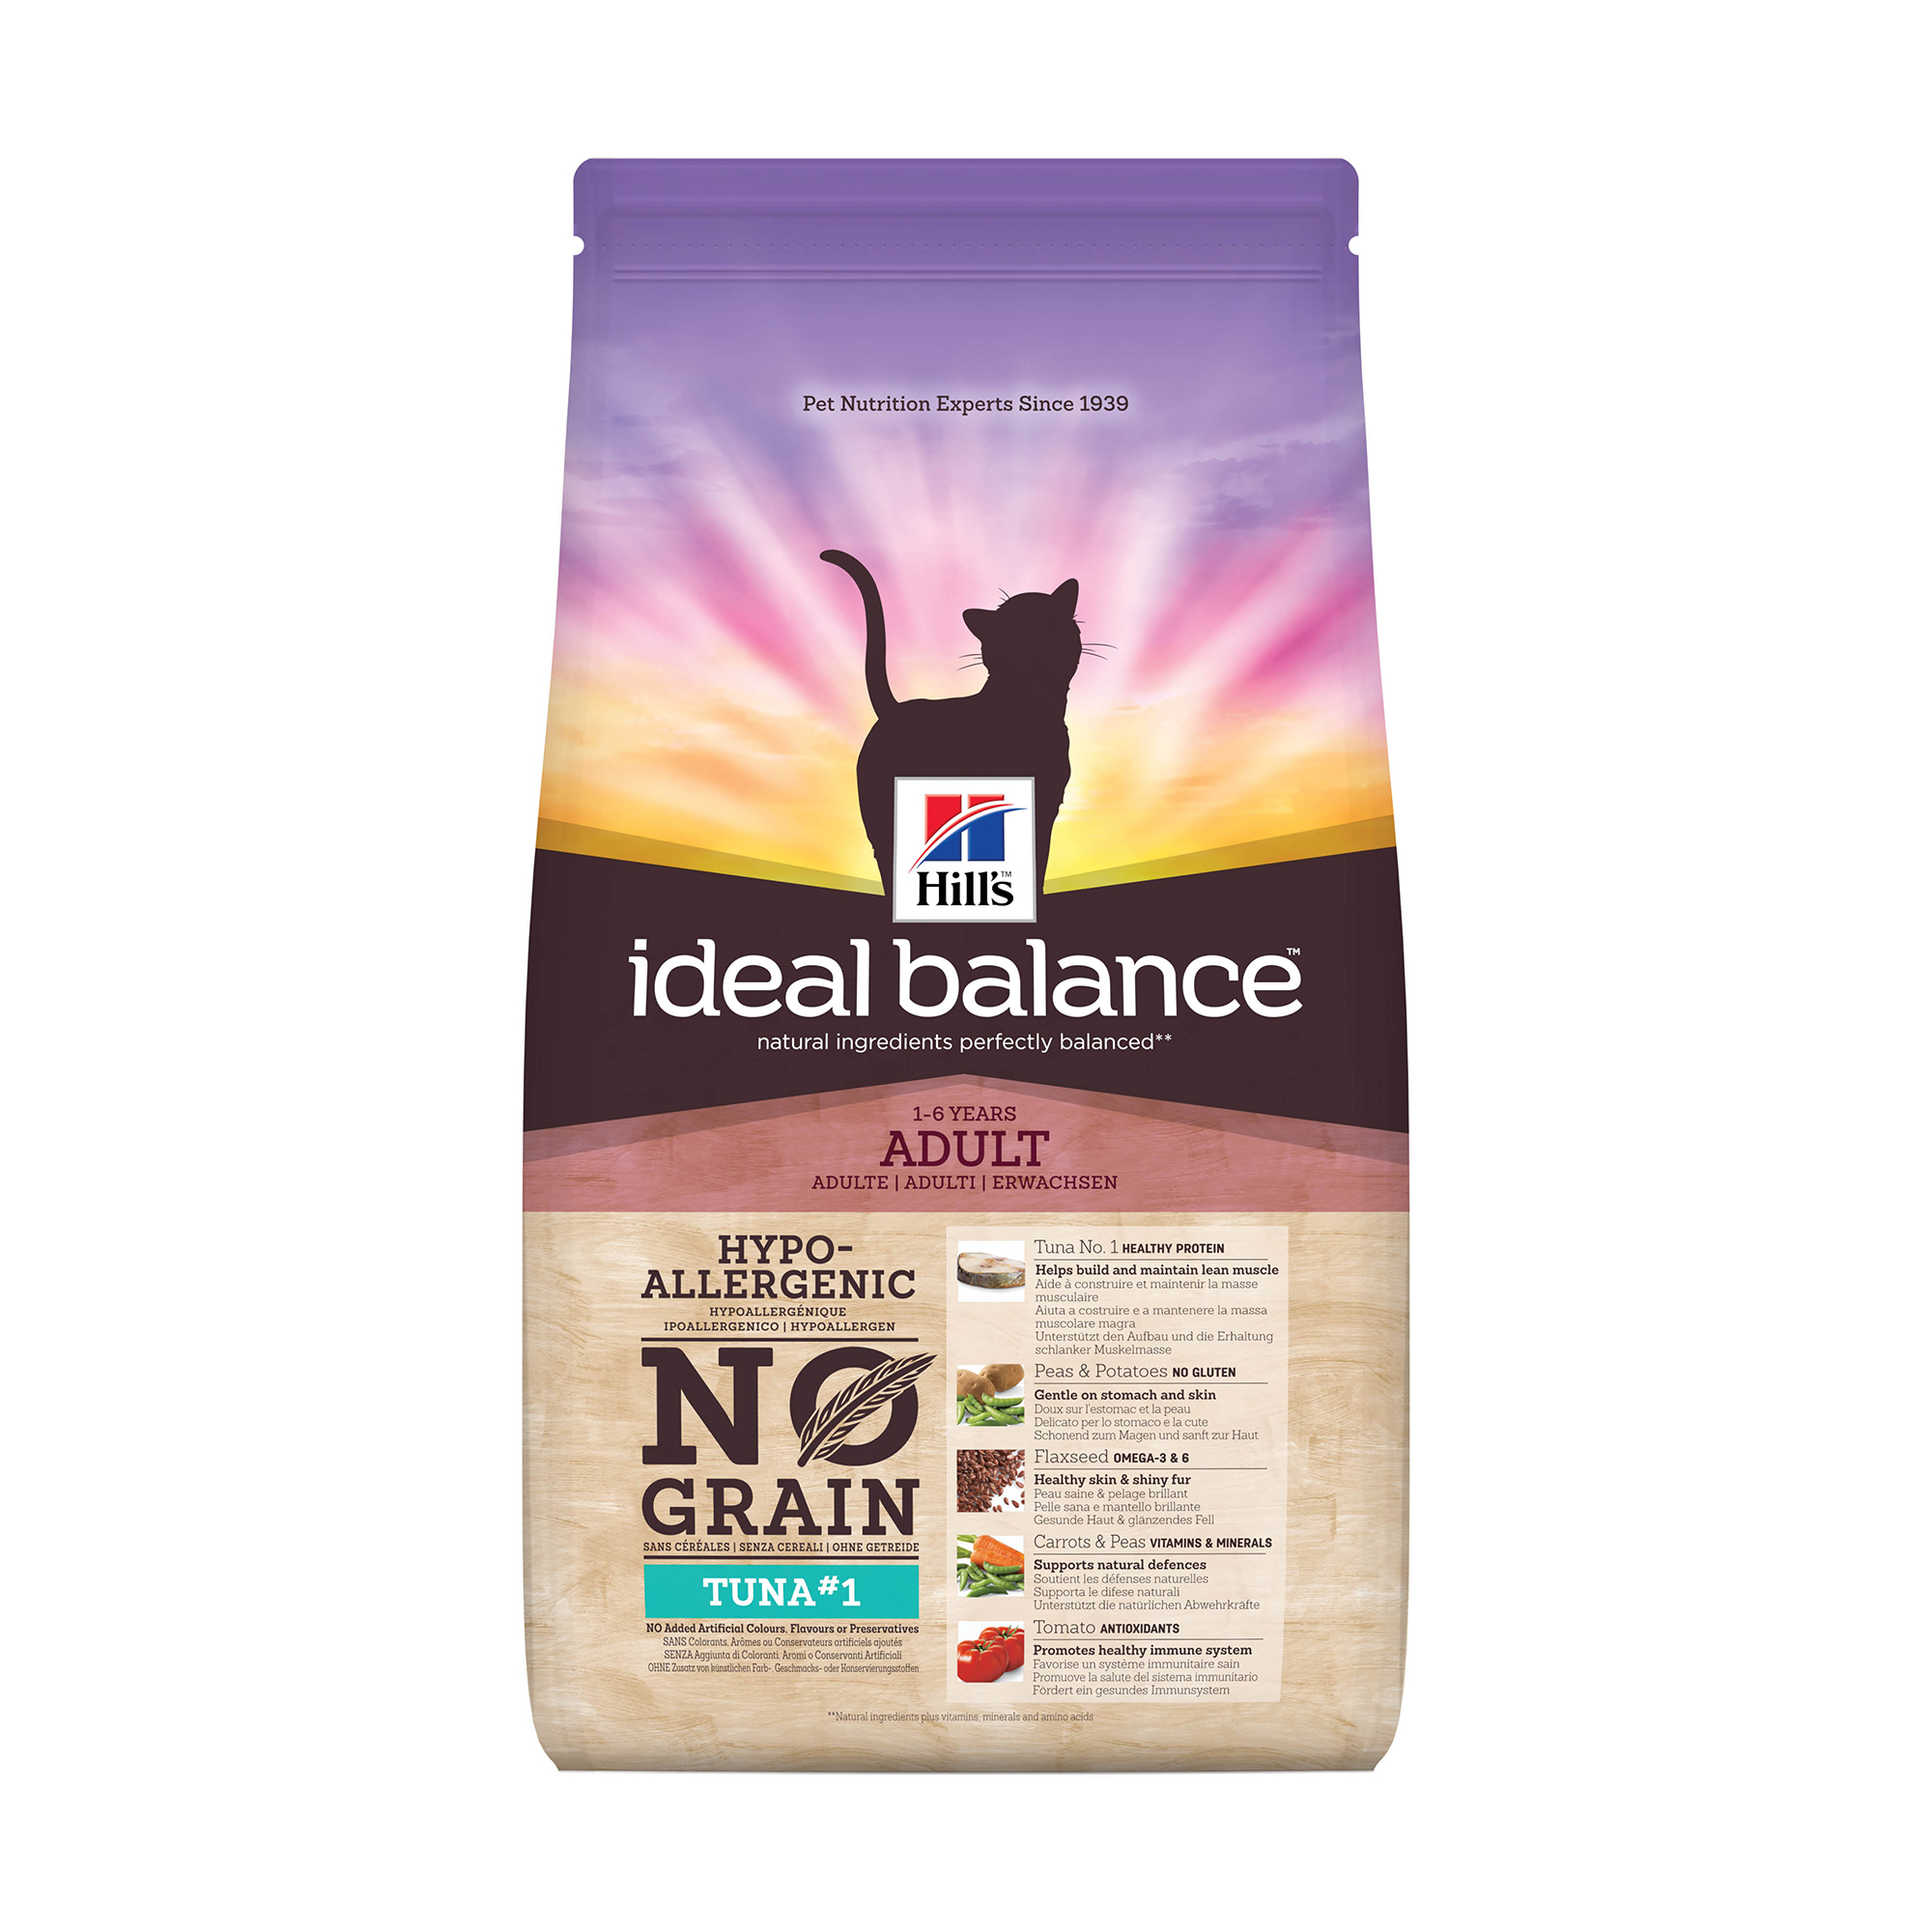 Pet Nutrition Experts Since 1939
Hill's™
ideal balance™
natural ingredients perfectly balanced**
1-6 YEARS
ADULT
ADULTE | ADULTI | ERWACHSEN
HYPO-
ALLERGENIC
HYPOALLERGÉNIQUE
IPOALLERGENICO | HYPOALLERGEN
NO
GRAIN
SANS CÉRÉALES | SENZA CEREALI | OHNE GETREIDE
TUNA#1
NO Added Artificial Colours, Flavours or Preservatives
SANS Colorants, Arômes ou Conservateurs artificiels ajoutés
SENZA Aggiunta di Coloranti, Aromi o Conservanti Artificiali
OHNE Zusatz von künstlichen Farb-, Geschmacks- oder Konservierungsstoffen
Tuna No. 1 HEALTHY PROTEIN
Helps build and maintain lean muscle
Aide à construire et maintenir la masse
musculaire
Aiuta a costruire e a mantenere la massa
muscolare magra
Unterstützt den Aufbau und die Erhaltung
schlanker Muskelmasse
Peas & Potatoes NO GLUTEN
Gentle on stomach and skin
Doux sur l'estomac et la peau
Delicato per lo stomaco e la cute
Schonend zum Magen und sanft zur Haut
Flaxseed OMEGA-3 & 6
Healthy skin & shiny fur
Peau saine & pelage brillant
Pelle sana e mantello brillante
Gesunde Haut & glänzendes Fell
Carrots & Peas VITAMINS & MINERALS
Supports natural defences
Soutient les défenses naturelles
Supporta le difese naturali
Unterstützt die natürlichen Abwehrkräfte
Tomato ANTIOXIDANTS
Promotes healthy immune system
Favorise un système immunitaire sain
Promuove la salute del sistema immunitario
Fördert ein gesundes Immunsystem
**Natural ingredients plus vitamins, minerals and amino acids